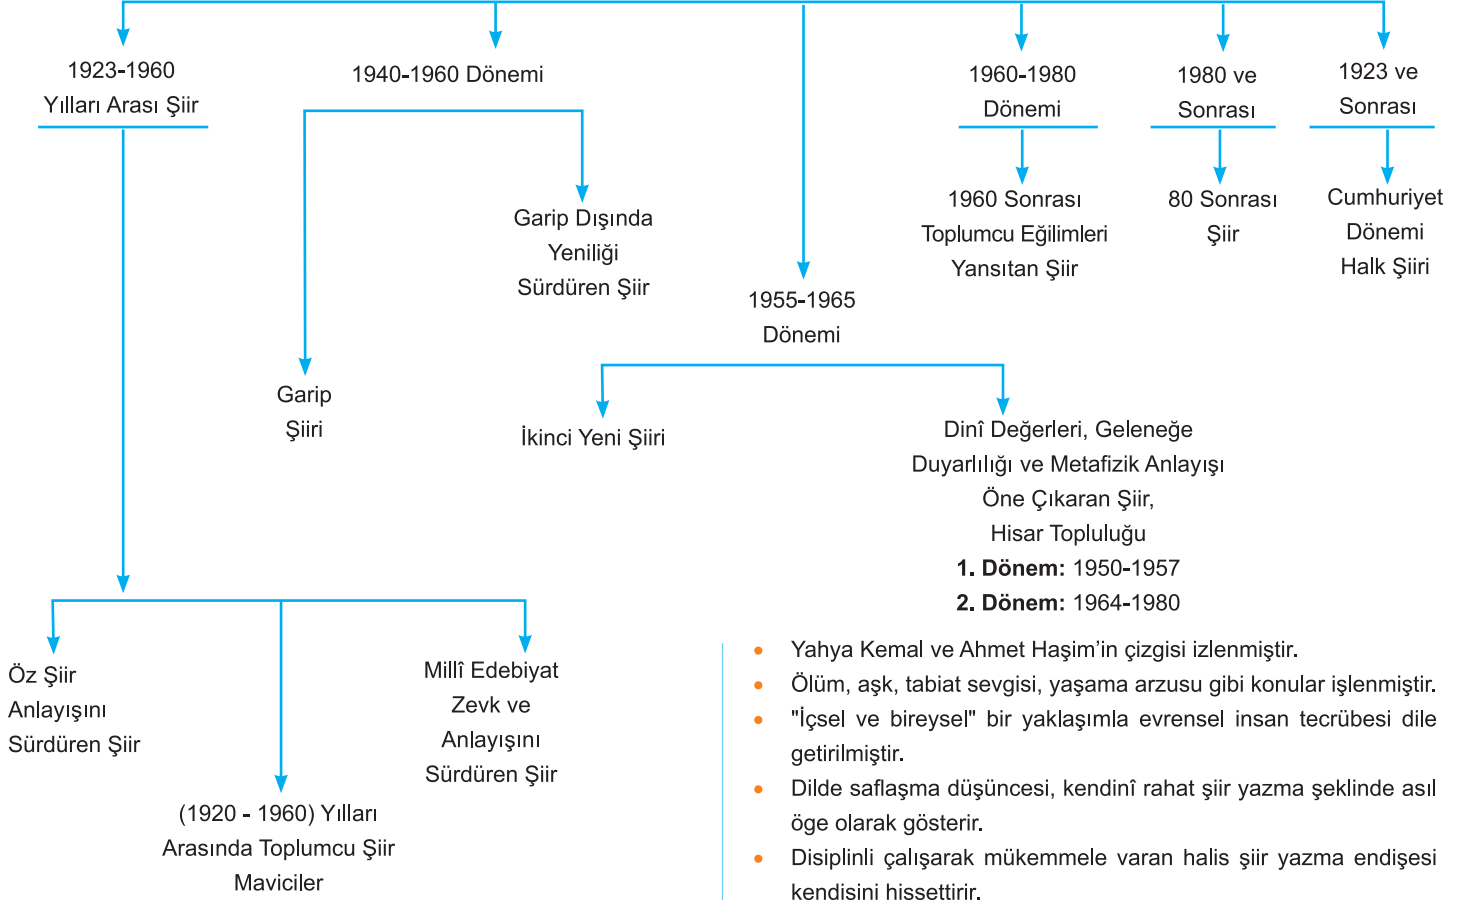 1923-1960
Yılları Arası Şiir
1940-1960 Dönemi
1960-1980
Dönemi
1980 ve
Sonrası
1923 ve
Sonrası
Garip Dışında
Yeniliği
Sürdüren Şiir
1960 Sonrası
Toplumcu Eğilimleri
Yansıtan Şiir
80 Sonrası
Şiir
Cumhuriyet
Dönemi
Halk Şiiri
1955-1965
Dönemi
Garip
Şiiri
İkinci Yeni Şiiri
Dinî Değerleri, Geleneğe
Duyarlılığı ve Metafizik Anlayışı
Öne Çıkaran Şiir,
Hisar Topluluğu
1. Dönem: 1950-1957
2. Dönem: 1964-1980
Öz Şiir
Anlayışını
Sürdüren Şiir
(1920 - 1960) Yılları
Arasında Toplumcu Şiir
Maviciler
Millî Edebiyat
Zevk ve
Anlayışını
Sürdüren Şiir
• Yahya Kemal ve Ahmet Haşim’in çizgisi izlenmiştir.
• Ölüm, aşk, tabiat sevgisi, yaşama arzusu gibi konular işlenmiştir.
• "İçsel ve bireysel" bir yaklaşımla evrensel insan tecrübesi dile
getirilmiştir.
• Dilde saflaşma düşüncesi, kendinî rahat şiir yazma şeklinde asıl
öge olarak gösterir.
• Disiplinli çalışarak mükemmele varan halis şiir yazma endişesi
kendisini hissettirir.